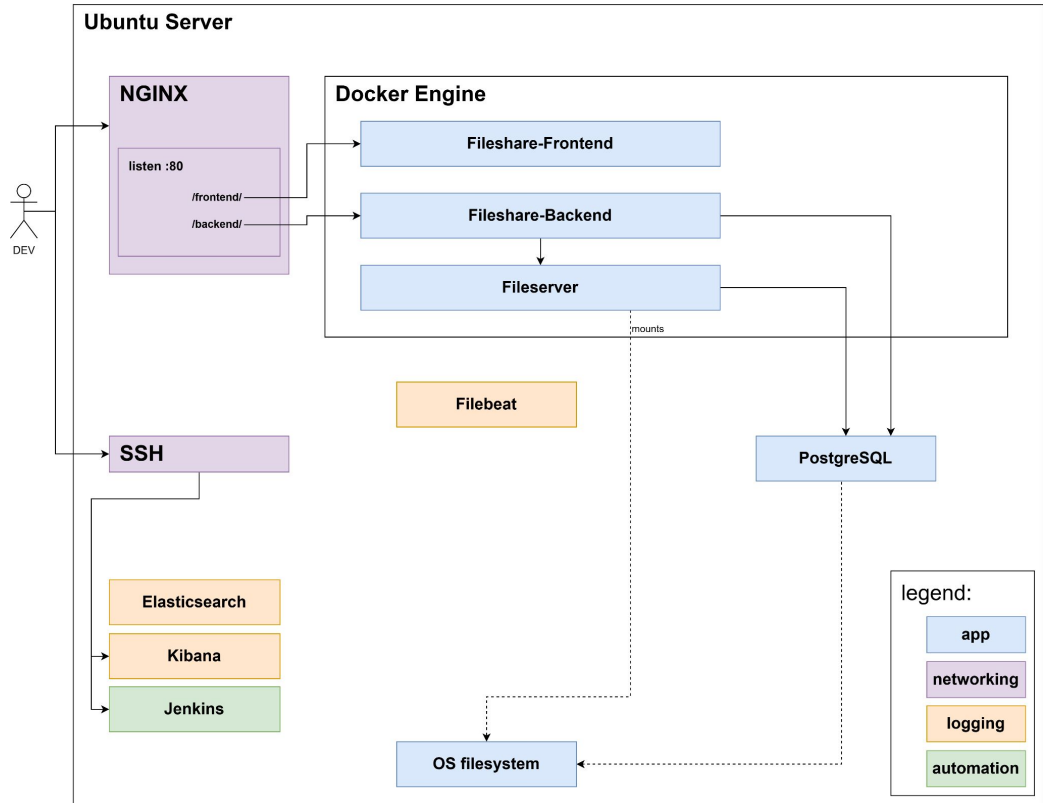 Ubuntu Server
NGINX
listen :80
/frontend/
/backend/
Docker Engine
Fileshare-Frontend
Fileshare-Backend
Fileserver
mounts
DEV
Filebeat
SSH
PostgreSQL
Elasticsearch
Kibana
Jenkins
OS filesystem
legend:
app
networking
logging
automation